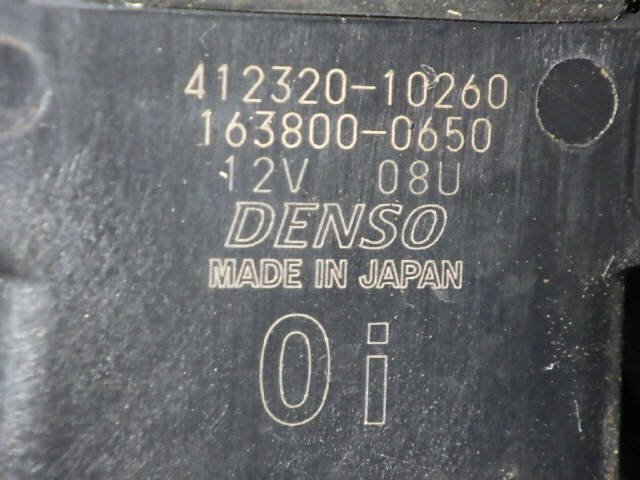 412320-10260
163800-0650
12V 08U
DENSO
MADE IN JAPAN
0i